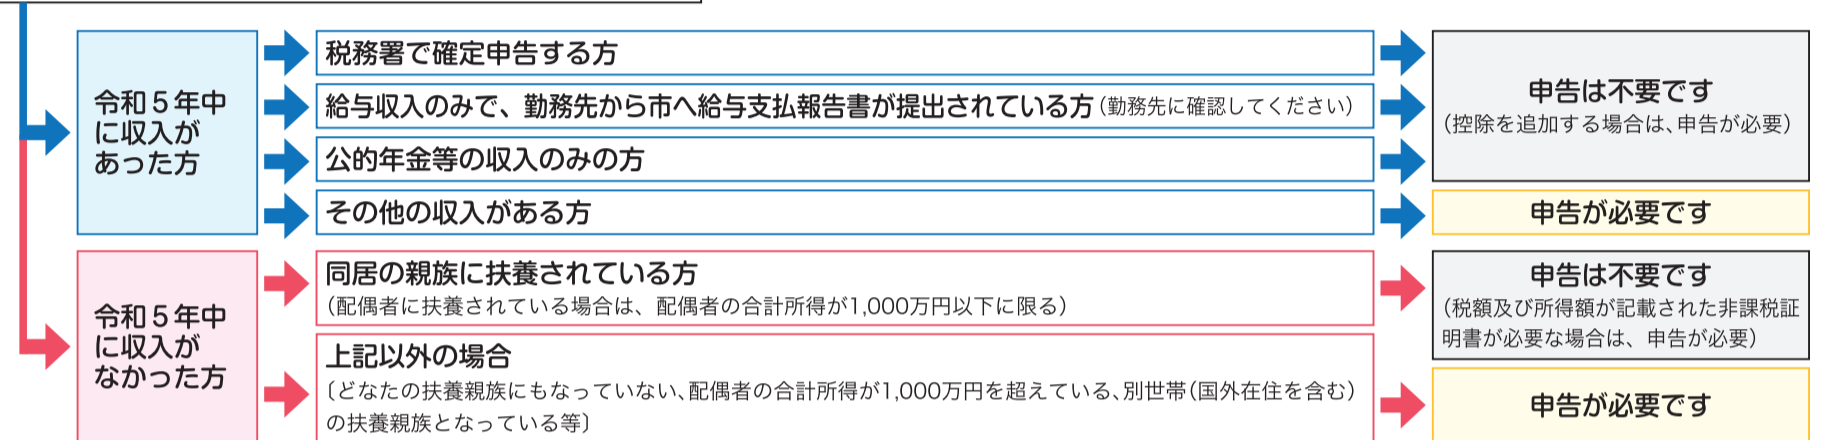 令和５年中
に収入が
あった方
税務署で確定申告する方
給与収入のみで、勤務先から市へ給与支払報告書が提出されている方（勤務先に確認してください）
公的年金等の収入のみの方
その他の収入がある方
申告は不要です
（控除を追加する場合は、申告が必要）
申告が必要です
令和５年中
に収入が
なかった方
同居の親族に扶養されている方
（配偶者に扶養されている場合は、配偶者の合計所得が1,000万円以下に限る）
上記以外の場合
〔どなたの扶養親族にもなっていない、配偶者の合計所得が1,000万円を超えている、別世帯（国外在住を含む）
の扶養親族となっている等〕
申告は不要です
（税額及び所得額が記載された非課税証
明書が必要な場合は、申告が必要）
申告が必要です